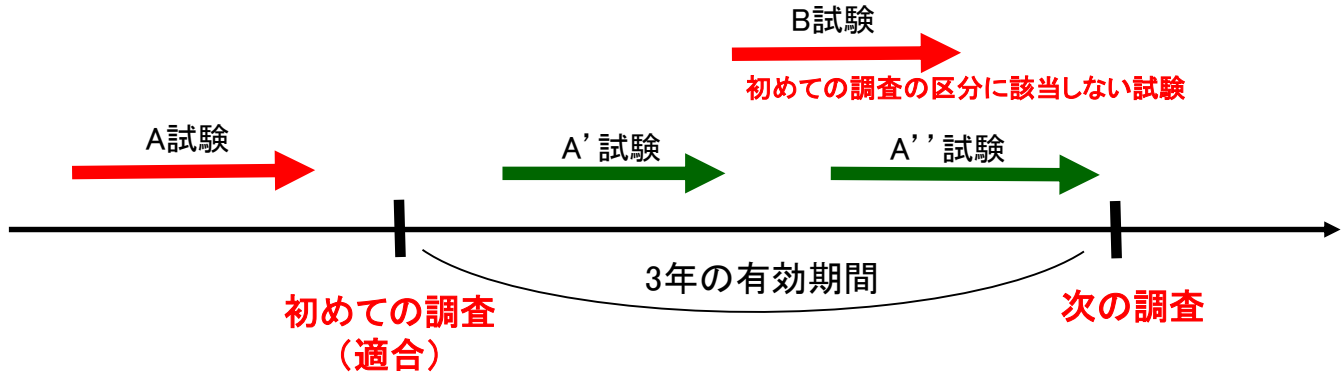 B試験
初めての調査の区分に該当しない試験
A試験
A’試験
A’’試験
3年の有効期間
初めての調査
（適合）
次の調査